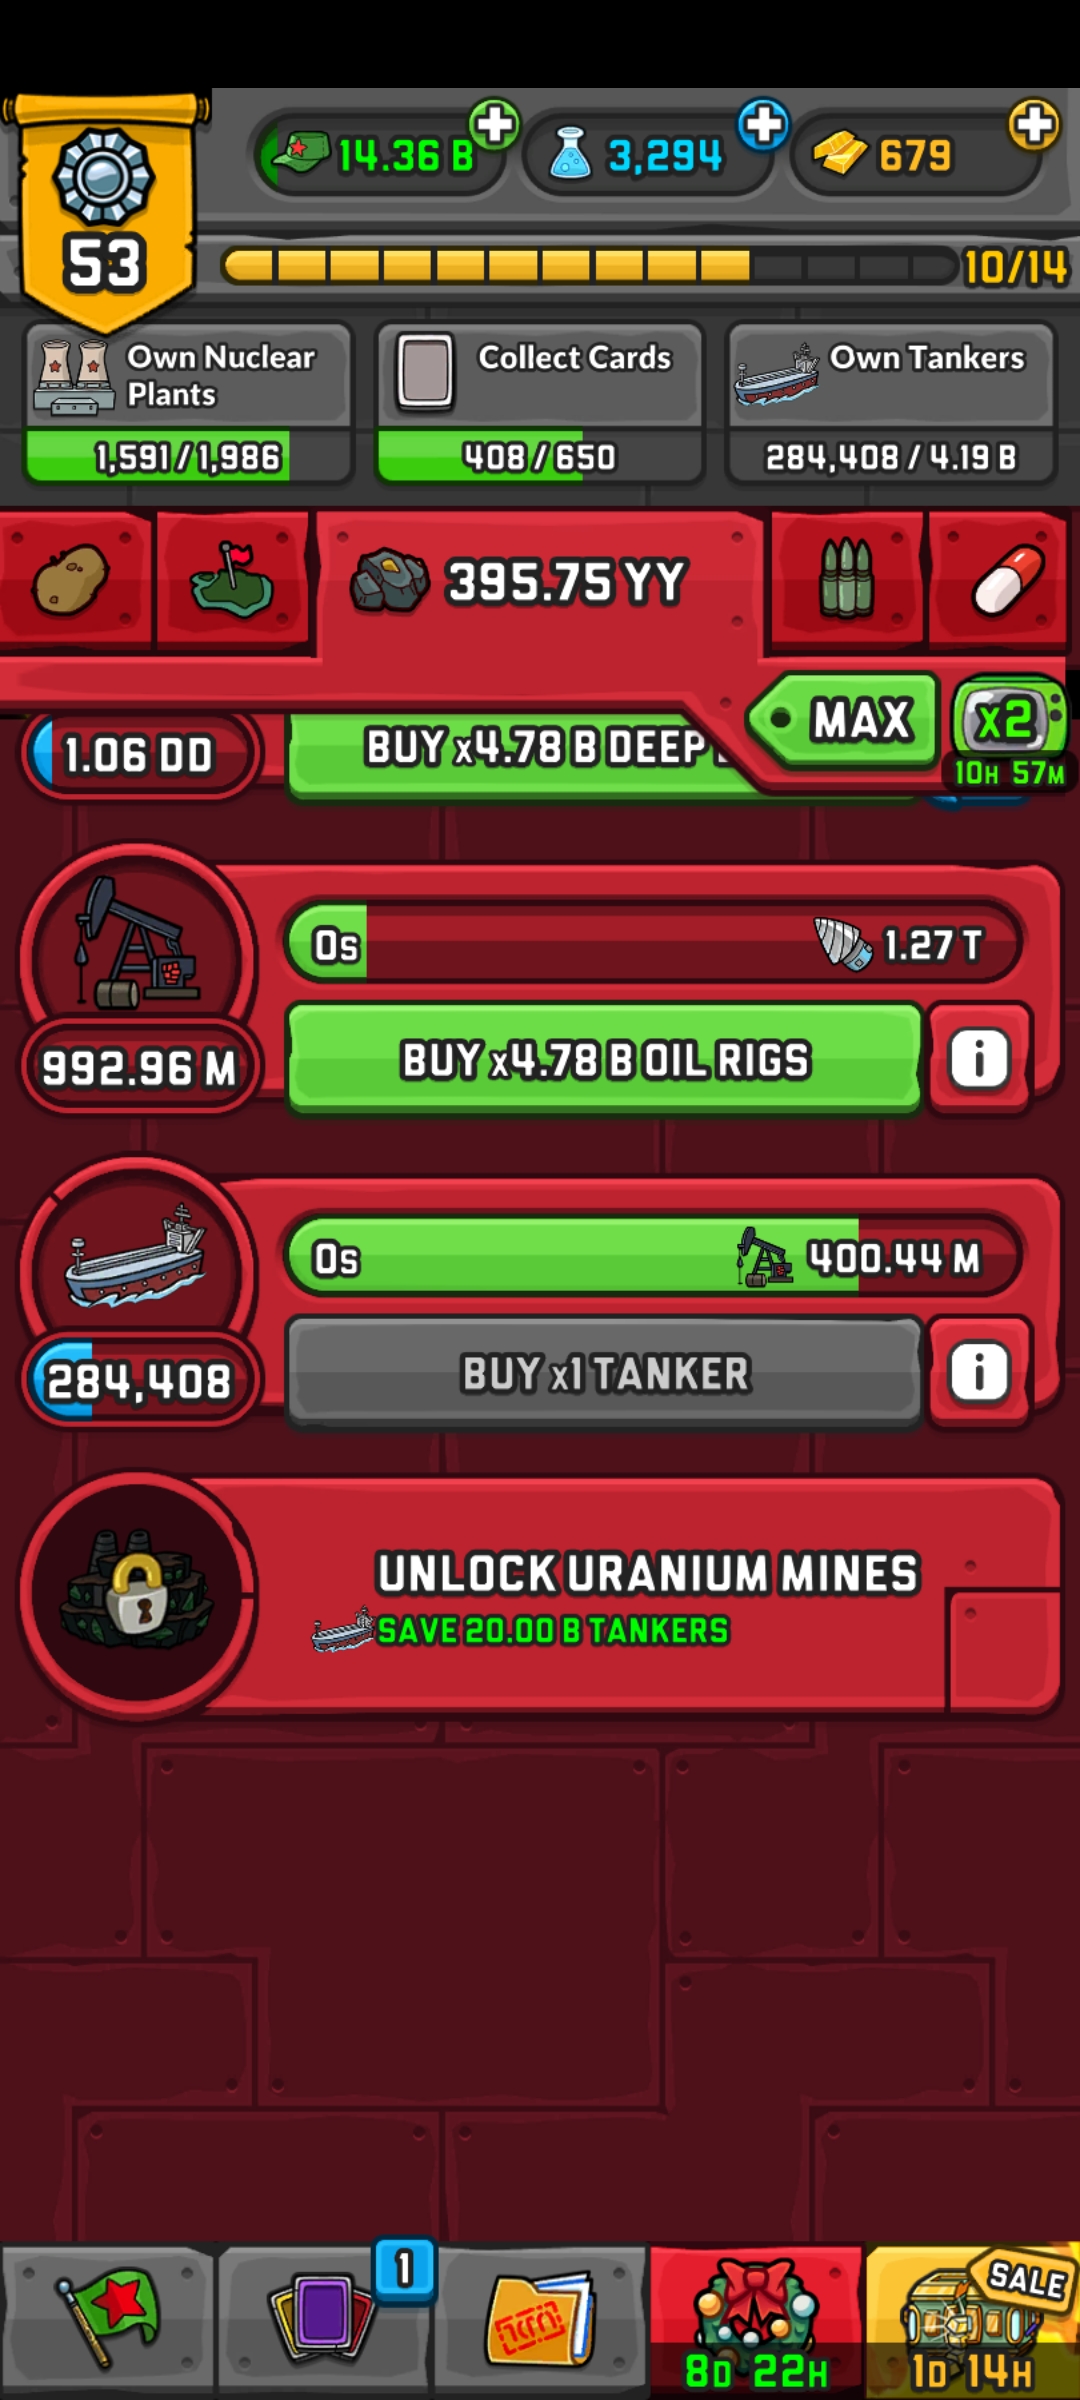 53
14.36 B
3,294
679
10/14
Own Nuclear
Plants
1,591/1,986
Collect Cards
408/650
Own Tankers
284,408/4.19 B
395.75 YY
MAX
x2
10H 57M
1.06 DD
BUY x4.78 B DEEP
0s
1.27 T
992.96 M
BUY x4.78 B OIL RIGS
i
0s
400.44 M
284,408
BUY x1 TANKER
i
UNLOCK URANIUM MINES
SAVE 20.00 B TANKERS
1
SALE
8D 22H
1D 14H